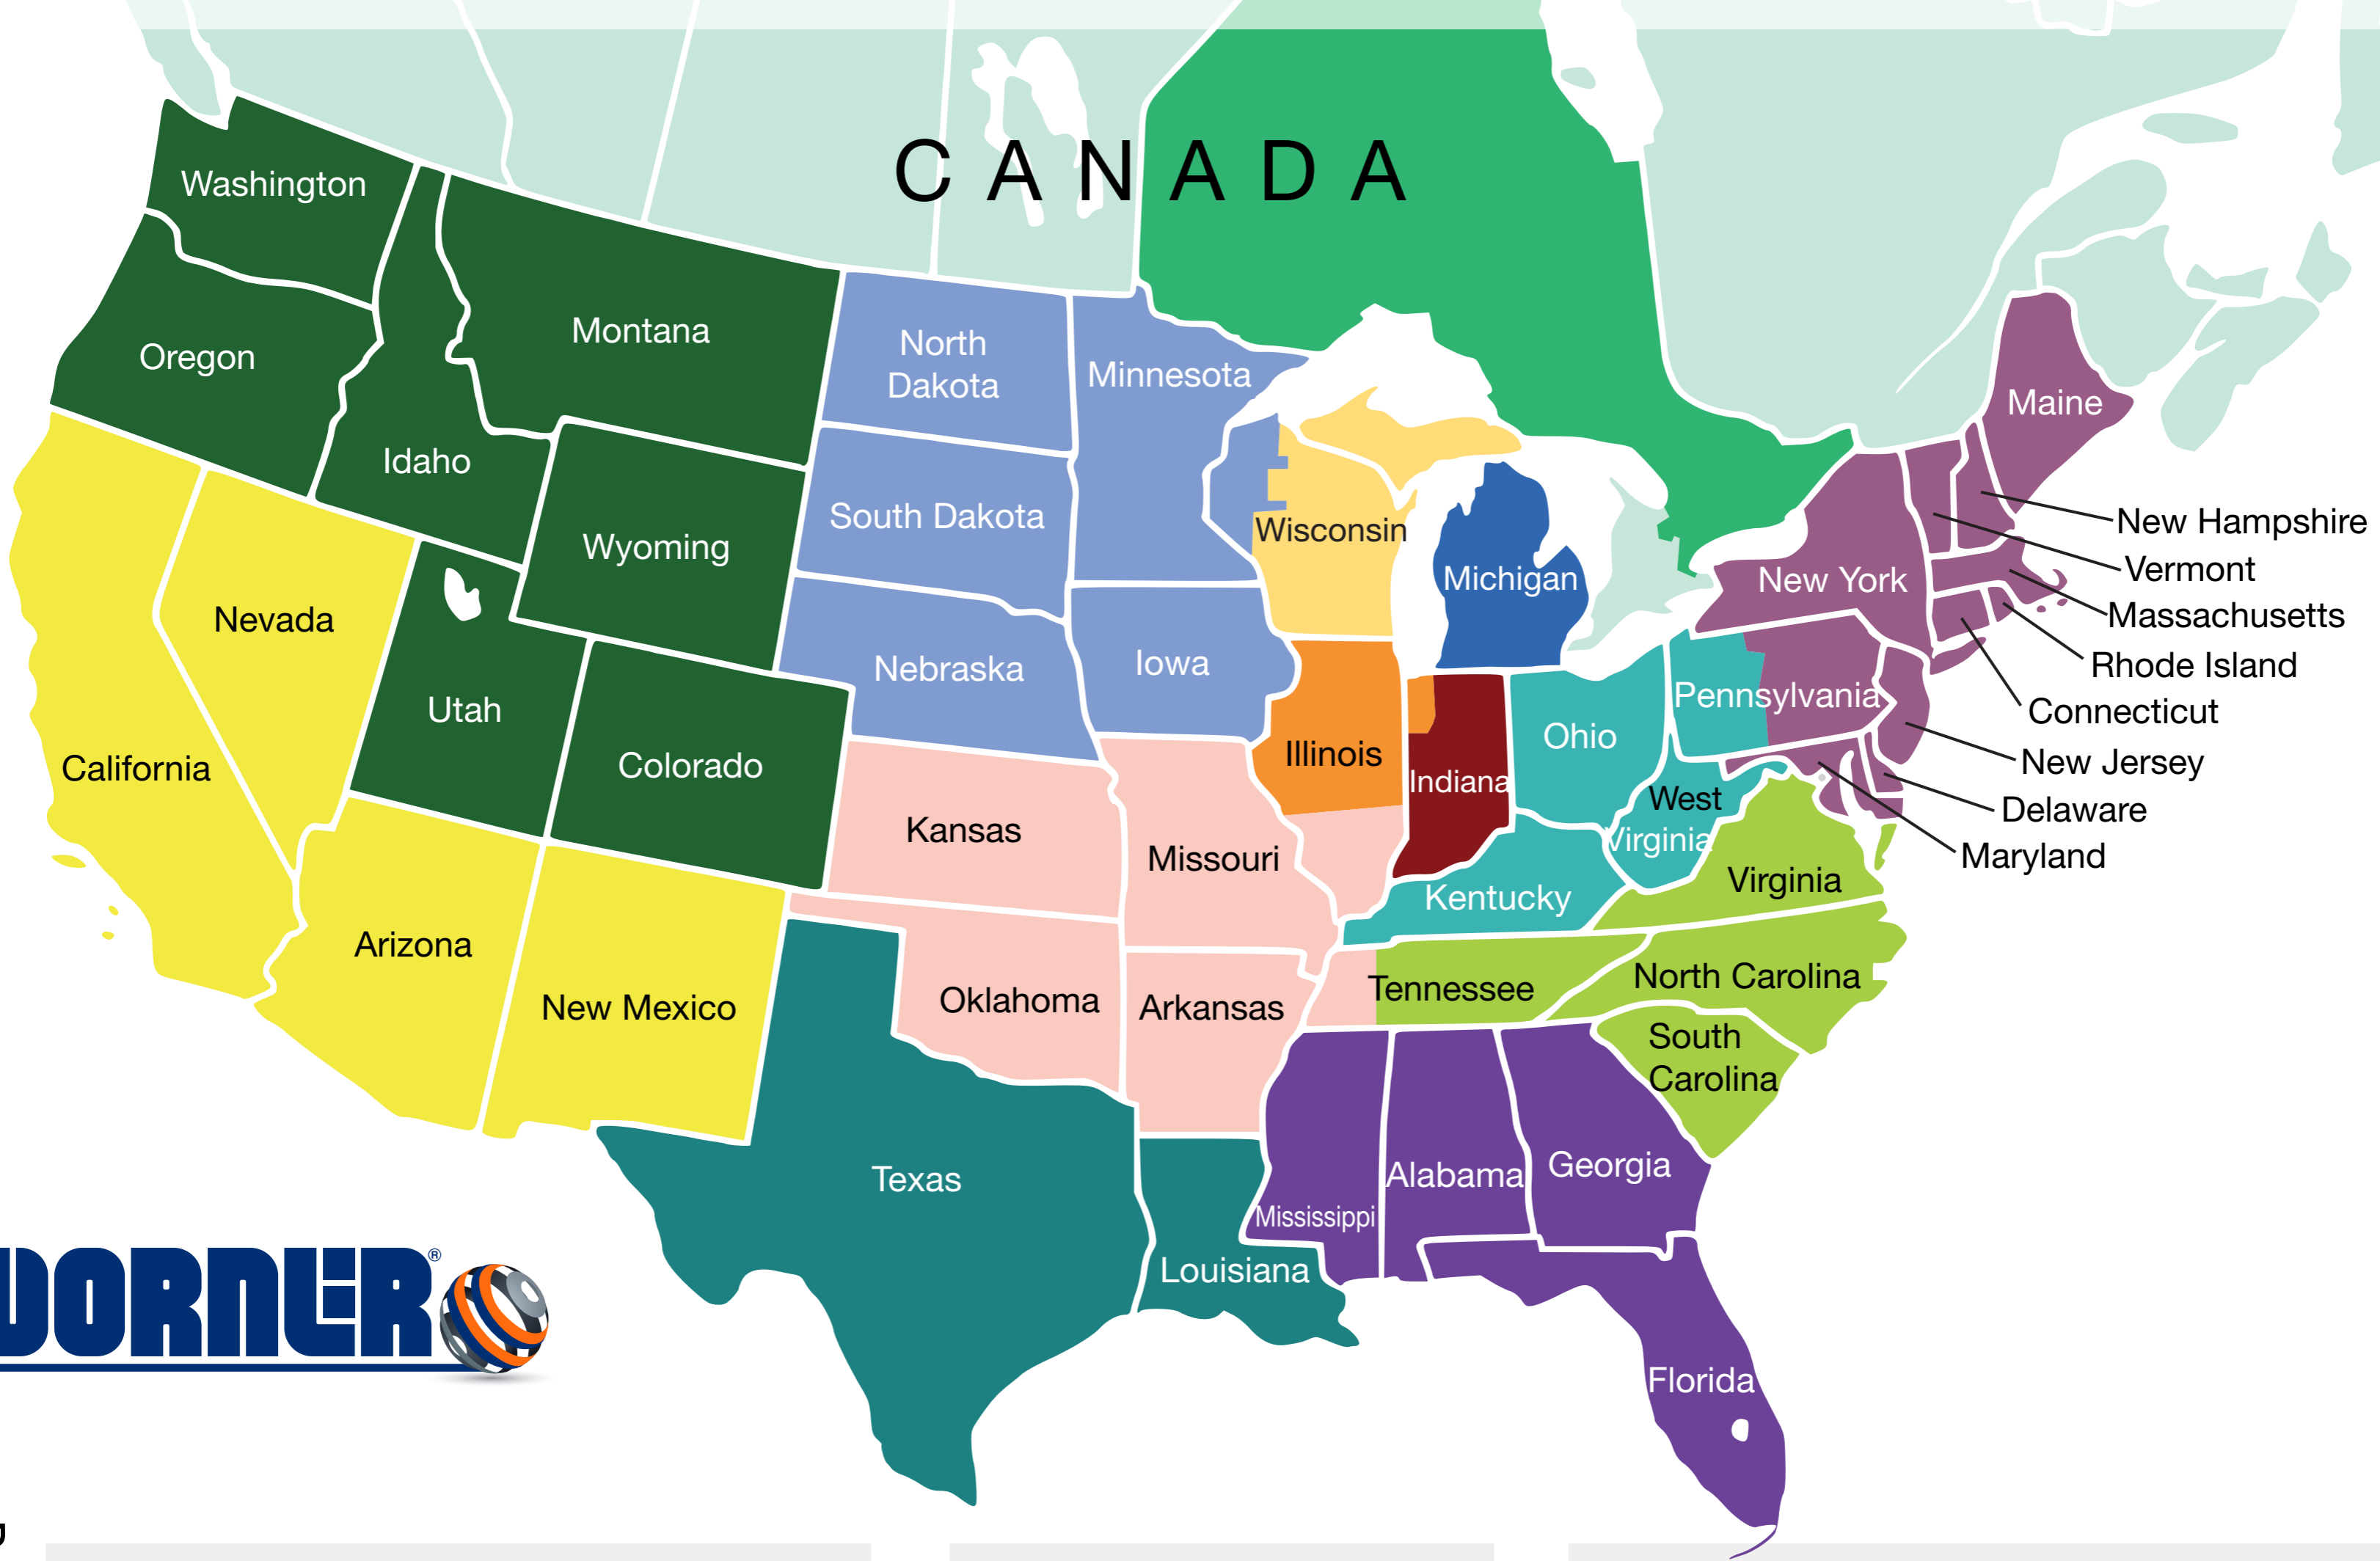 CANADA
Washington
Oregon
Idaho
Montana
Wyoming
North
Dakota
Minnesota
South Dakota
Nebraska
Iowa
Wisconsin
Michigan
Maine
New York
New Hampshire
Vermont
Massachusetts
Rhode Island
Connecticut
New Jersey
Delaware
Maryland
California
Nevada
Utah
Colorado
Kansas
Missouri
Illinois
Indiana
Ohio
Pennsylvania
West
Virginia
Kentucky
Virginia
Arizona
New Mexico
Oklahoma
Arkansas
Tennessee
North Carolina
South
Carolina
Texas
Louisiana
Mississippi
Alabama
Georgia
Florida
DORNER®